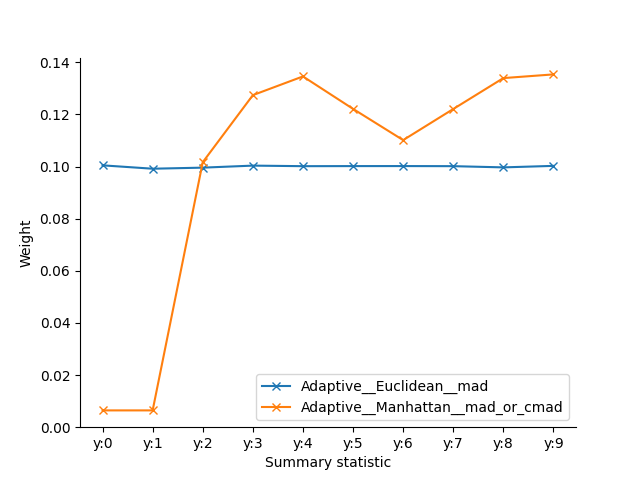 0.14
0.12
0.10
0.08
0.06
0.04
0.02
0.00
Weight
y:0 y:1 y:2 y:3 y:4 y:5 y:6 y:7 y:8 y:9
Summary statistic
Adaptive__Euclidean__mad
Adaptive__Manhattan__mad_or_cmad